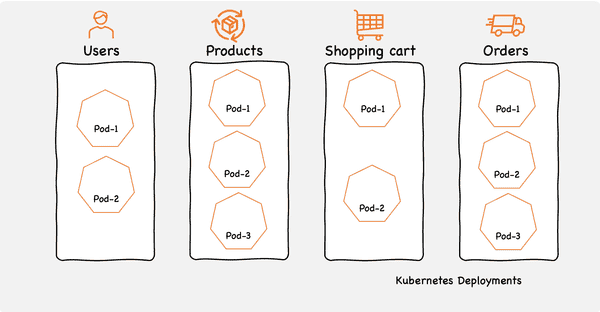 Users
Products
Shopping cart
Orders
Pod-1
Pod-2
Pod-1
Pod-2
Pod-3
Pod-1
Pod-2
Pod-1
Pod-2
Pod-3
Kubernetes Deployments